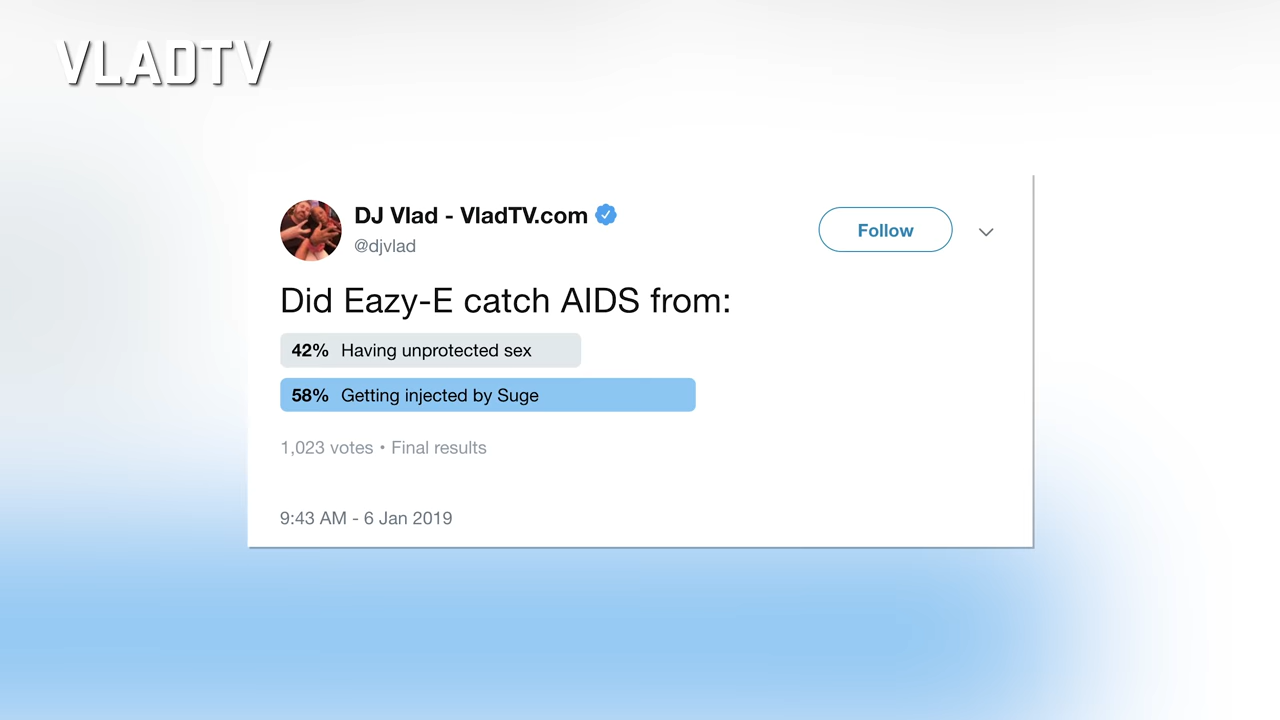 VLADTV
DJ Vlad - VladTV.com
@djvlad
Follow
Did Eazy-E catch AIDS from:
42% Having unprotected sex
58% Getting injected by Suge
1,023 votes • Final results
9:43 AM - 6 Jan 2019